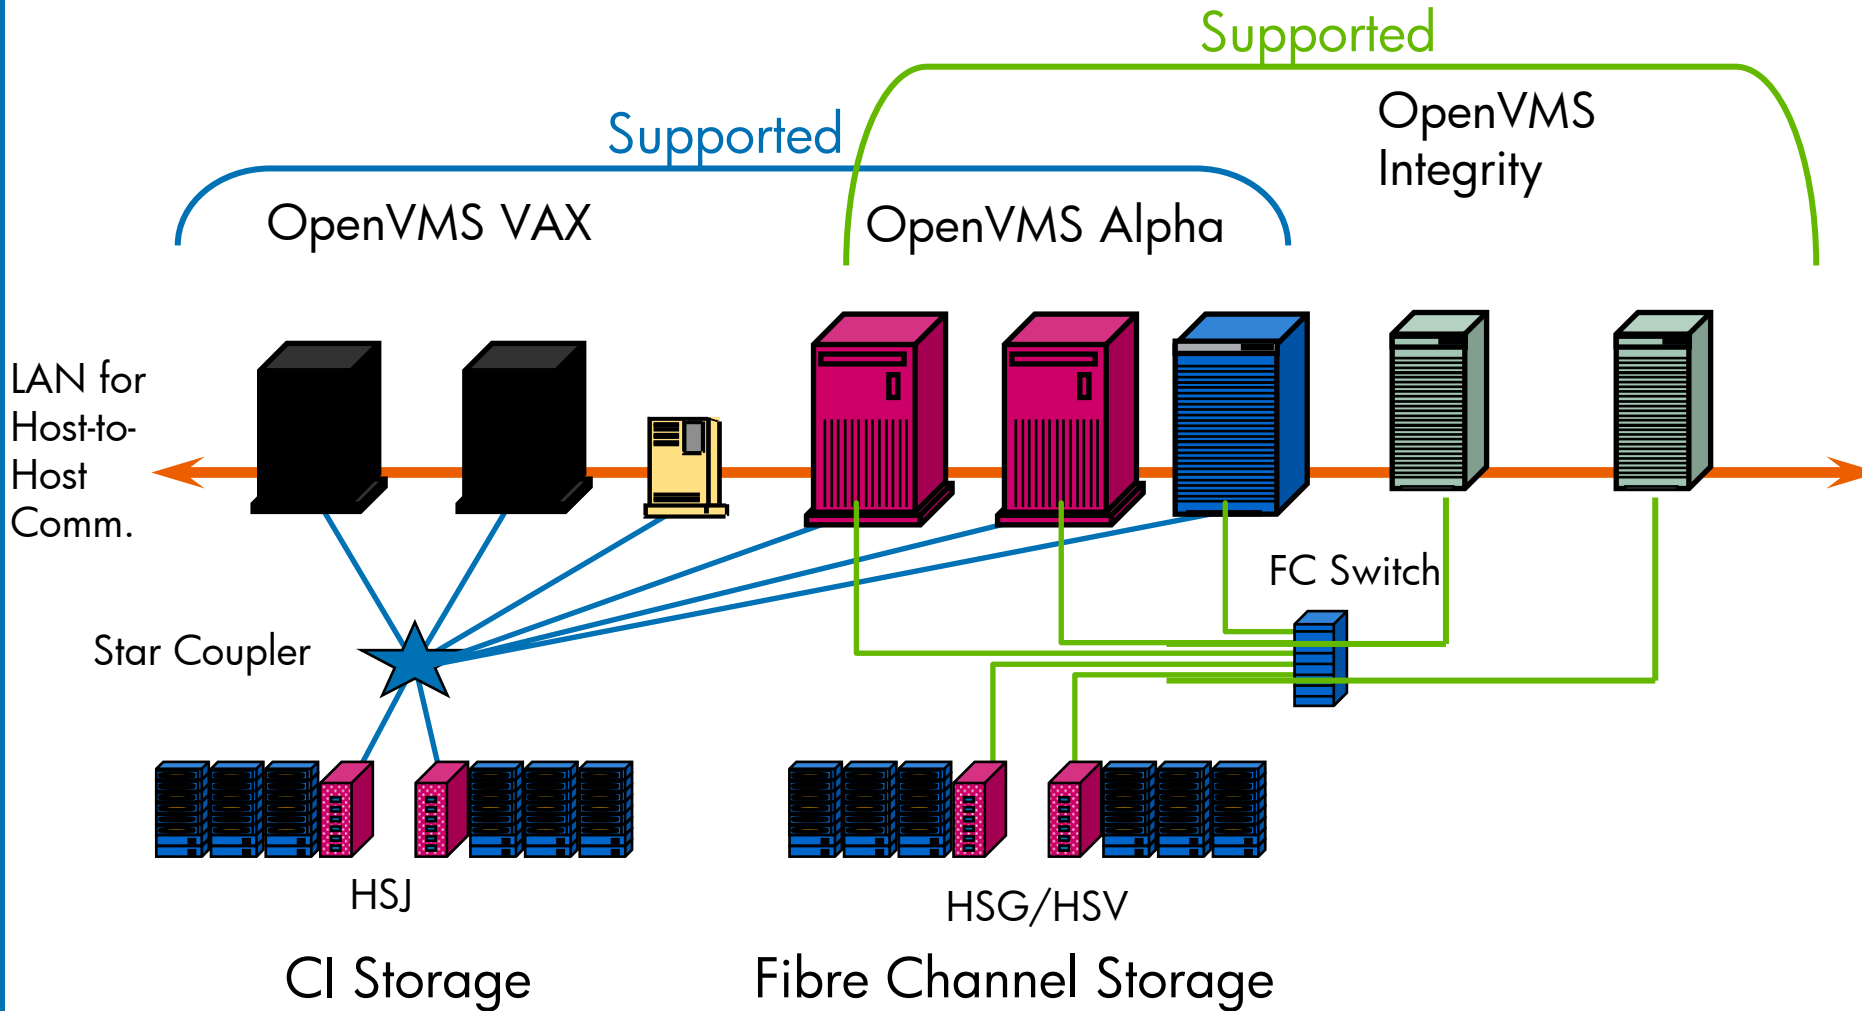 Supported
OpenVMS
Integrity
Supported
OpenVMS VAX
OpenVMS Alpha
LAN for
Host-to-
Host
Comm.
FC Switch
Star Coupler
HSJ
HSG/HSV
CI Storage
Fibre Channel Storage